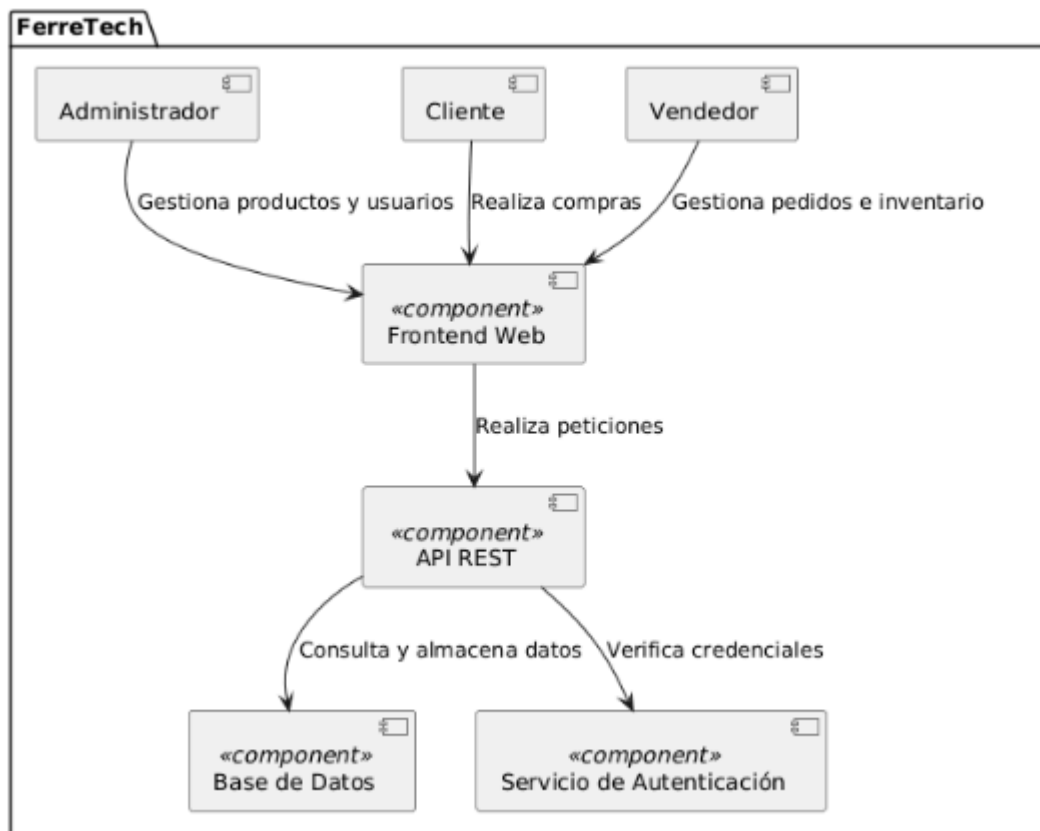 FerreTech
Administrador
Cliente
Vendedor
Gestiona productos y usuarios
Realiza compras
Gestiona pedidos e inventario
«component»
Frontend Web
Realiza peticiones
«component»
API REST
Consulta y almacena datos
Verifica credenciales
«component»
Base de Datos
«component»
Servicio de Autenticación